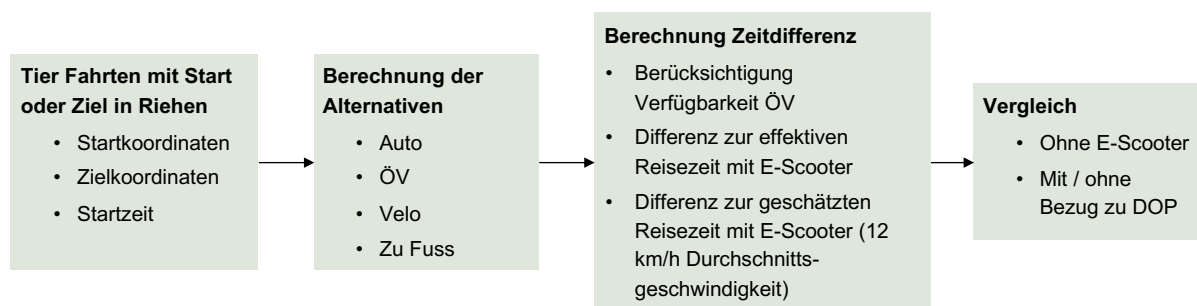 Tier Fahrten mit Start
oder Ziel in Riehen
• Startkoordinaten
• Zielkoordinaten
• Startzeit
Berechnung der
Alternativen
• Auto
• ÖV
• Velo
• Zu Fuss
Berechnung Zeitdifferenz
• Berücksichtigung
Verfügbarkeit ÖV
• Differenz zur effektiven
Reisezeit mit E-Scooter
• Differenz zur geschätzten
Reisezeit mit E-Scooter (12
km/h Durchschnitts-
geschwindigkeit)
Vergleich
• Ohne E-Scooter
• Mit / ohne
Bezug zu DOP